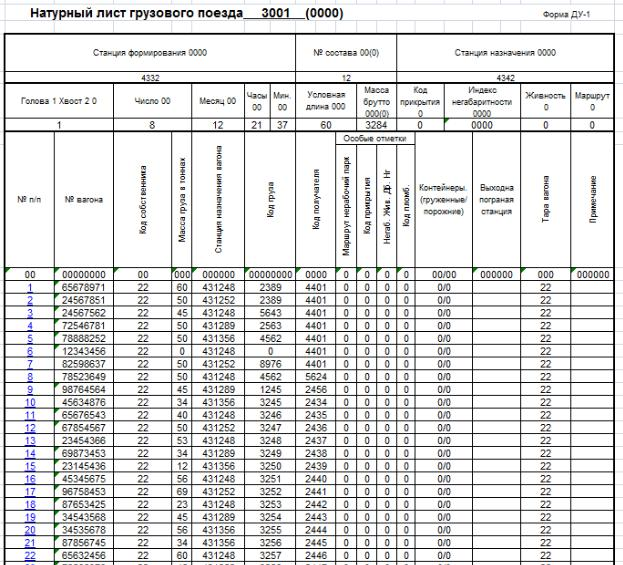 Натурный лист грузового поезда 3001 (0000) Форма ДУ-1
Станция формирования 0000 № состава 00(0) Станция назначения 0000
4332 12 4342
Голова 1 Хвост 2 0 Число 00 Месяц 00 Часы 00 Мин. 00 Условная длина 000 Масса брутто 000(0) Код прикрытия 0 Индекс негабаритности 0000 Живность 0 Маршрут 0
1 8 12 21 37 60 3284 0 0000 0 0
Особые отметки
№ п/п № вагона Код собственника Масса груза в тоннах Станция назначения вагона Код груза Код получателя Маршрут нерабочий парк Код прикрытия Негаб. Жив. ДБ. Нг Код пломб. Контейнеры. (груженные/ порожние) Выходна пограная станция Тара вагона Примечание
00 00000000 00 000 000000 00000000 0000 0 0 0 0 00/00 000000 000 000000
1 65678971 22 60 431248 2389 4401 0 0 0 0 0/0 22
2 24567851 22 50 431252 2389 4401 0 0 0 0 0/0 22
3 24567562 22 45 431248 5643 4401 0 0 0 0 0/0 22
4 72546781 22 50 431289 2563 4401 0 0 0 0 0/0 22
5 78888252 22 50 431356 4562 4401 0 0 0 0 0/0 22
6 12343456 22 0 431248 0 4401 0 0 0 0 0/0 22
7 82598637 22 50 431252 8976 4401 0 0 0 0 0/0 22
8 78523649 22 50 431248 4562 5624 0 0 0 0 0/0 22
9 98764564 22 45 431289 1245 2456 0 0 0 0 0/0 22
10 45634876 22 34 431356 3245 2434 0 0 0 0 0/0 22
11 65676543 22 40 431248 3246 2435 0 0 0 0 0/0 22
12 67854567 22 50 431252 3247 2436 0 0 0 0 0/0 22
13 23454366 22 53 431248 3248 2437 0 0 0 0 0/0 22
14 69873453 22 34 431289 3249 2438 0 0 0 0 0/0 22
15 23145436 22 12 431356 3250 2439 0 0 0 0 0/0 22
16 45345675 22 56 431248 3251 2440 0 0 0 0 0/0 22
17 96758453 22 69 431252 3252 2441 0 0 0 0 0/0 22
18 87653425 22 23 431248 3253 2442 0 0 0 0 0/0 22
19 34543568 22 45 431289 3254 2443 0 0 0 0 0/0 22
20 34535678 22 56 431356 3255 2444 0 0 0 0 0/0 22
21 87856745 22 34 431356 3256 2445 0 0 0 0 0/0 22
22 65632456 22 60 431248 3257 2446 0 0 0 0 0/0 22